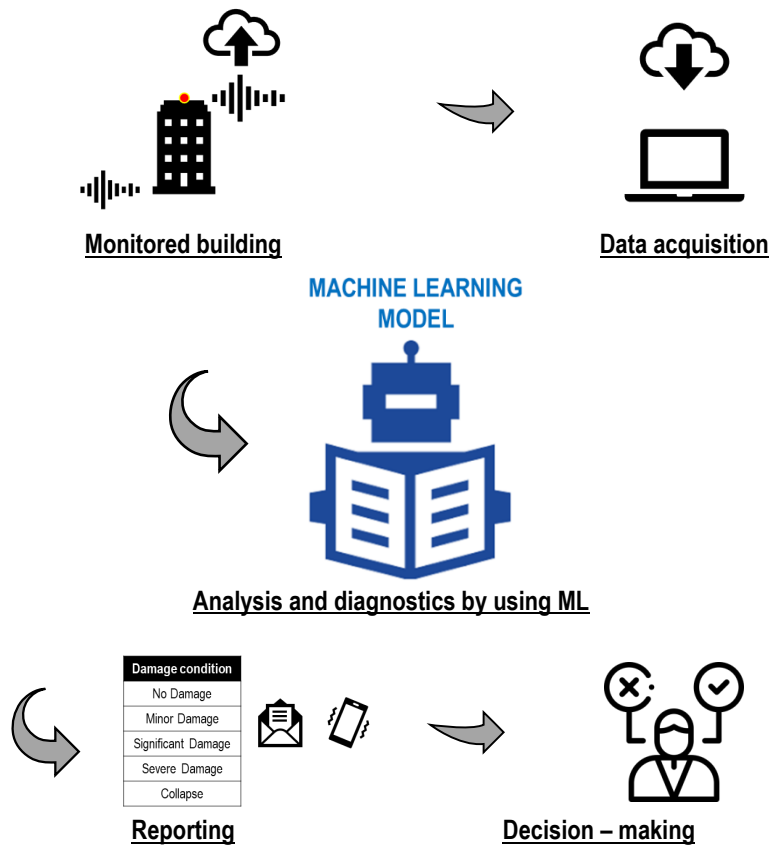 Monitored building
Data acquisition
MACHINE LEARNING
MODEL
Analysis and diagnostics by using ML
Damage condition
No Damage
Minor Damage
Significant Damage
Severe Damage
Collapse
Reporting
Decision – making